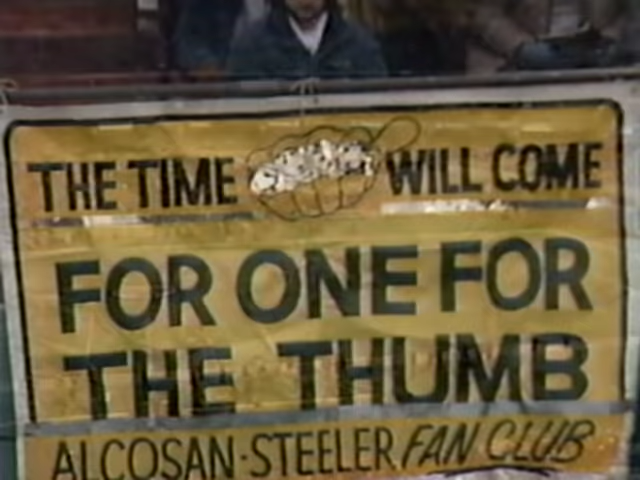 THE TIME WILL COME
FOR ONE FOR
THE THUMB
ALCOSAN-STEELER FAN CLUB